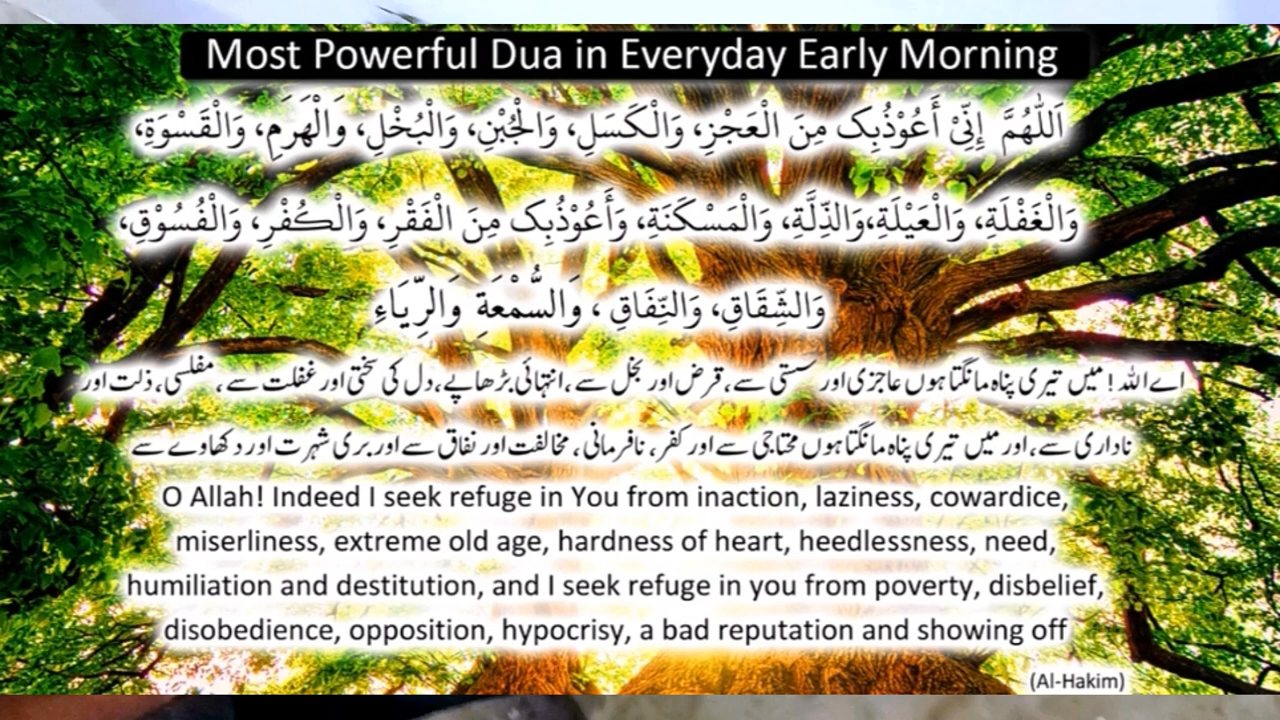 Most Powerful Dua in Everyday Early Morning
اَللّٰهُمَّ إِنِّیْ أَعُوْذُبِکَ مِنَ الْعَجْزِ، وَالْکَسَلِ، وَالْجُبْنِ، وَالْبُخْلِ، وَالْهَرَمِ، وَالْقَسْوَةِ،
وَالْغَفْلَةِ، وَالْعَيْلَةِ،وَالذِّلَّةِ، وَالْمَسْکَنَةِ، وَأَعُوْذُبِکَ مِنَ الْفَقْرِ، وَالْکُفْرِ، وَالْفُسُوْقِ،
وَالشِّقَاقِ، وَالنِّفَاقِ ، وَالسُّمْعَةِ وَالرِّيَاءِ
اے اللہ ! میں تیری پناہ مانگتا ہوں عاجزی اور سستی سے، قرض اور بخل سے ،انتہائی بڑھاپے، دل کی سختی اور غفلت سے ، مفلسی، ذلت اور
ناداری سے ، اور میں تیری پناہ مانگتا ہوں محتاجی سے اور کفر، نافرمانی ، مخالفت اور نفاق سے اور بری شہرت اور دکھاوے سے
O Allah! Indeed I seek refuge in You from inaction, laziness, cowardice,
miserliness, extreme old age, hardness of heart, heedlessness, need,
humiliation and destitution, and I seek refuge in you from poverty, disbelief,
disobedience, opposition, hypocrisy, a bad reputation and showing off
(Al-Hakim)